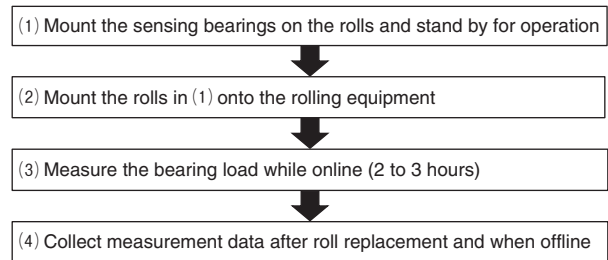 (1) Mount the sensing bearings on the rolls and stand by for operation
(2) Mount the rolls in (1) onto the rolling equipment
(3) Measure the bearing load while online (2 to 3 hours)
(4) Collect measurement data after roll replacement and when offline